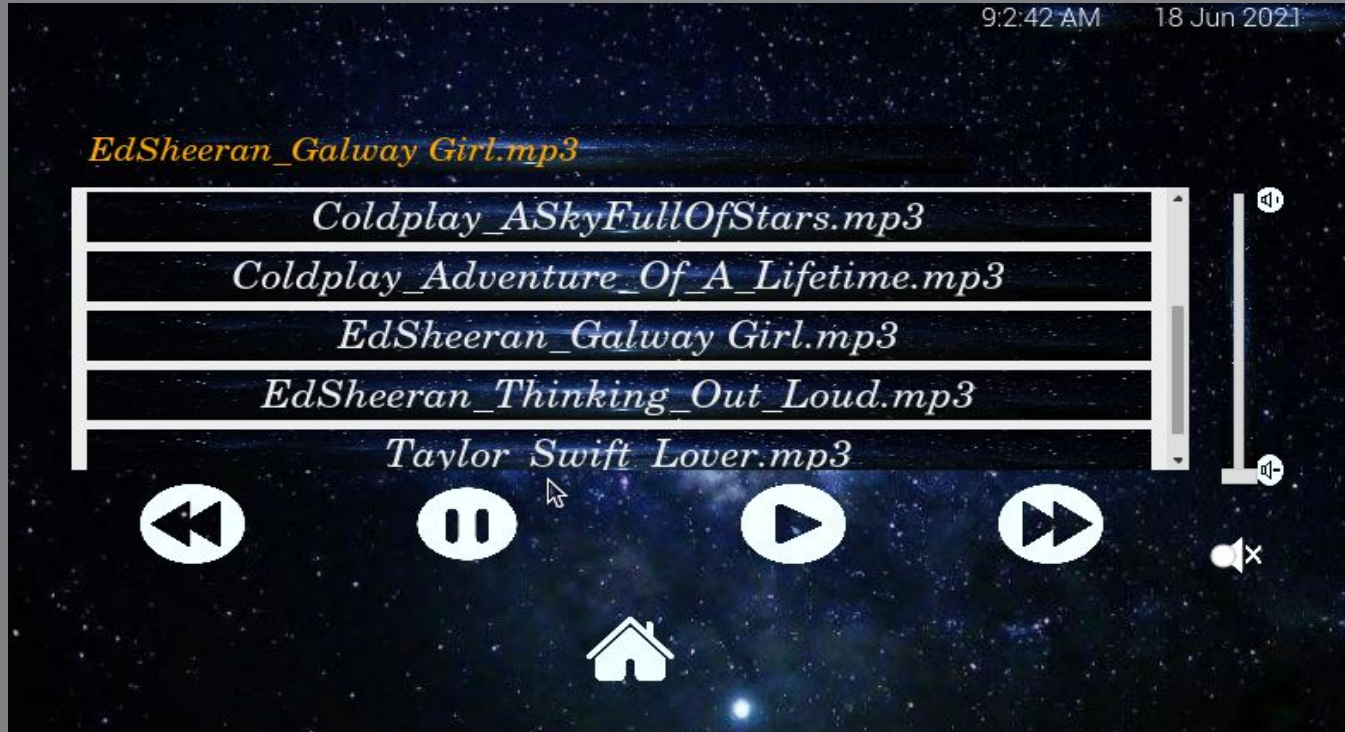 9:2:42 AM 18 Jun 2021
EdSheeran_Galway Girl.mp3
Coldplay_ASkyFullOfStars.mp3
Coldplay_Adventure_Of_A_Lifetime.mp3
EdSheeran_Galway Girl.mp3
EdSheeran_Thinking_Out_Loud.mp3
Taylor_Swift_Lover.mp3